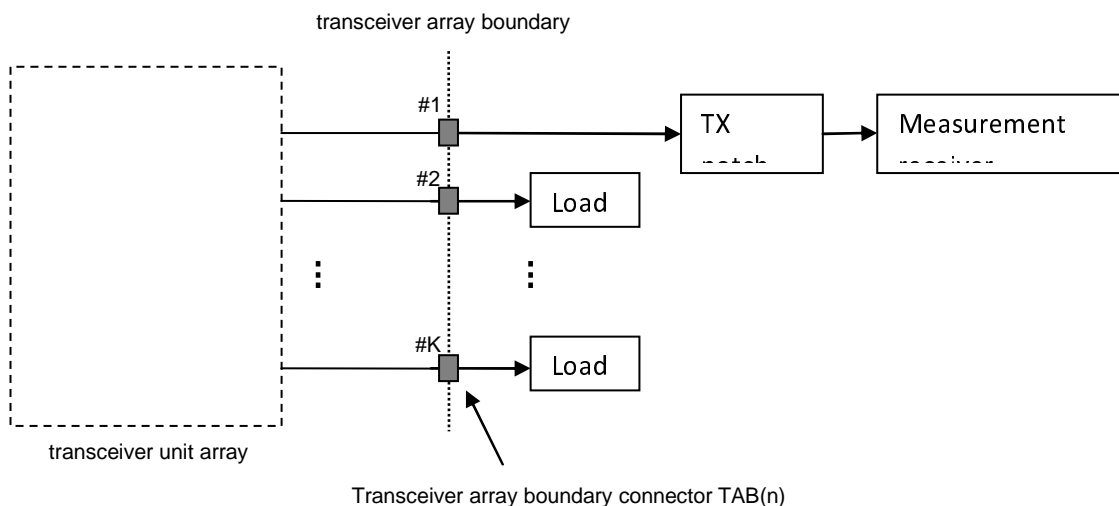 transceiver array boundary
#1
TX
Measurement
#2
Load
#K
Load
transceiver unit array
Transceiver array boundary connector TAB(n)